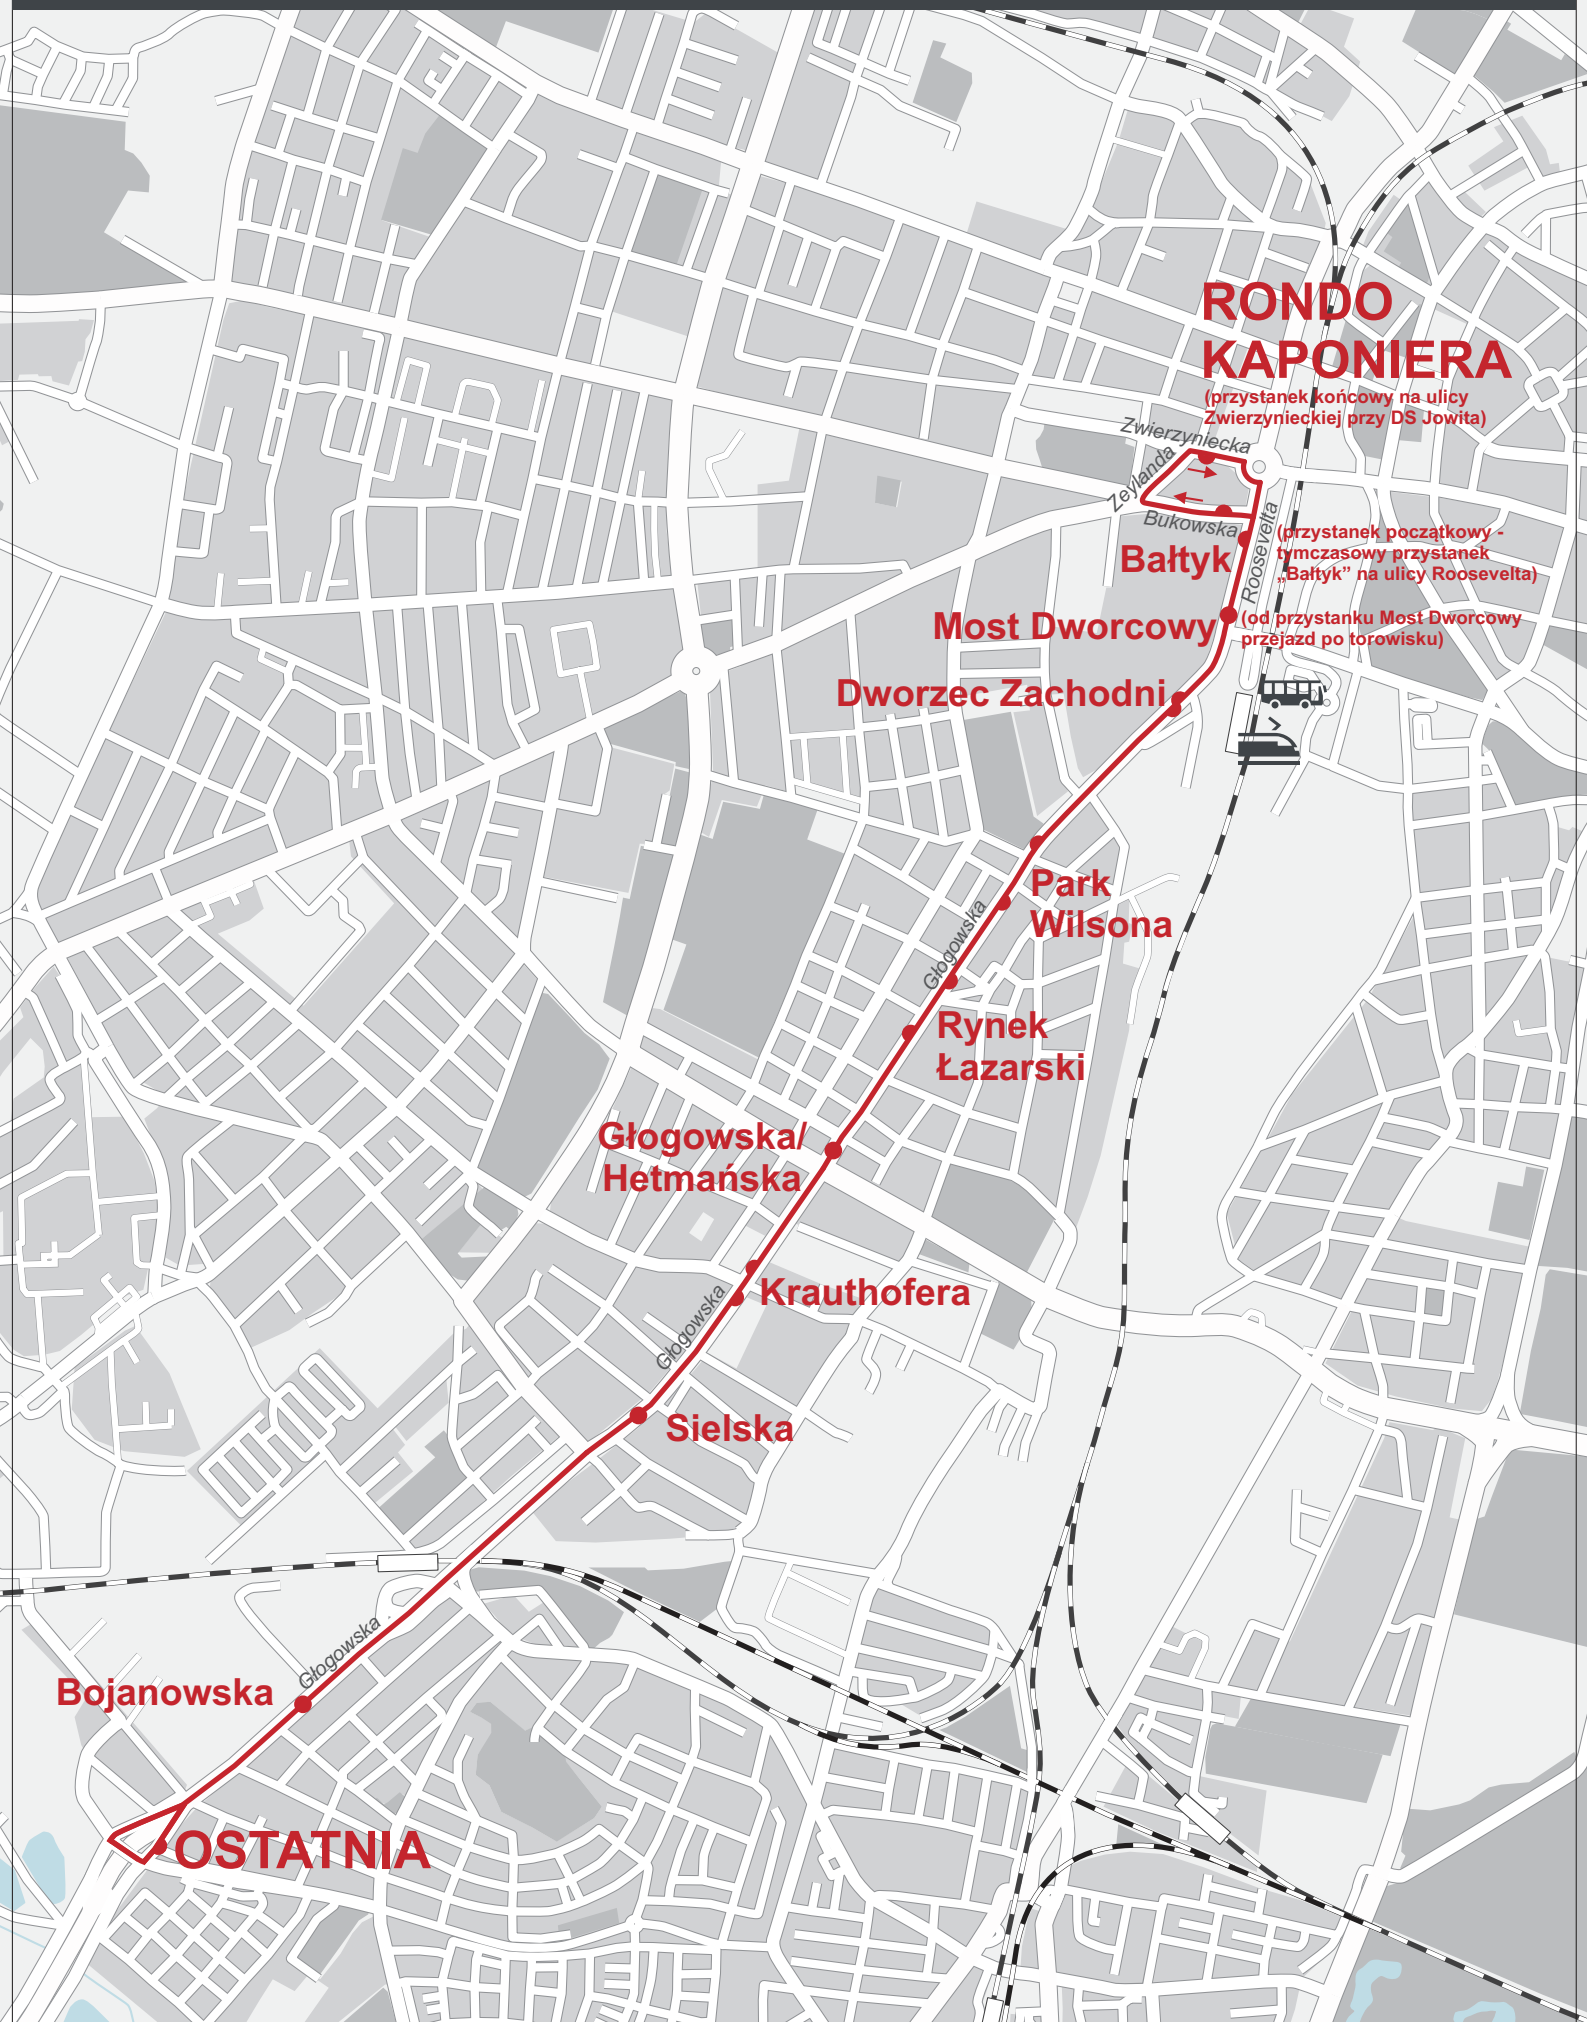 RONDO
KAPONIERA
(przystanek końcowy na ulicy
Zwierzynieckiej przy DS Jowita)
Zwierzyniecka
Zeylanda
Bukowska
Roosevelta
Bałtyk
(przystanek początkowy -
tymczasowy przystanek
„Bałtyk” na ulicy Roosevelta)
Most Dworcowy
(od przystanku Most Dworcowy
przejazd po torowisku)
Dworzec Zachodni
Park
Wilsona
Głogowska
Rynek
Łazarski
Głogowska/
Hetmańska
Krauthofera
Głogowska
Sielska
Głogowska
Bojanowska
OSTATNIA